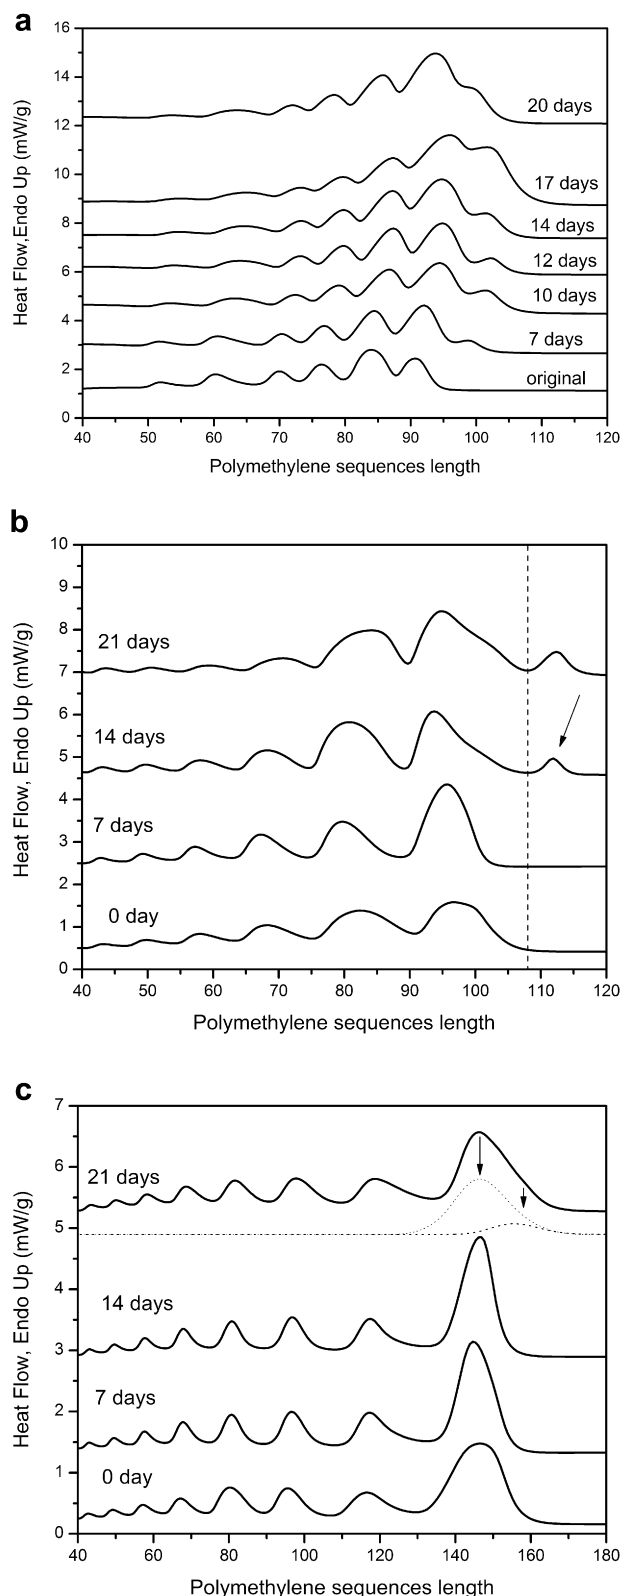 a
16
14
12
10
8
6
4
2
0
Heat Flow,Endo Up (mW/g)
20 days
17 days
14 days
12 days
10 days
7 days
original
40 50 60 70 80 90 100 110 120
Polymethylene sequences length
b
10
9
8
7
6
5
4
3
2
1
0
Heat Flow, Endo Up (mW/g)
21 days
14 days
7 days
0 day
40 50 60 70 80 90 100 110 120
Polymethylene sequences length
c
7
6
5
4
3
2
1
0
Heat Flow, Endo Up (mW/g)
21 days
14 days
7 days
0 day
40 60 80 100 120 140 160 180
Polymethylene sequences length